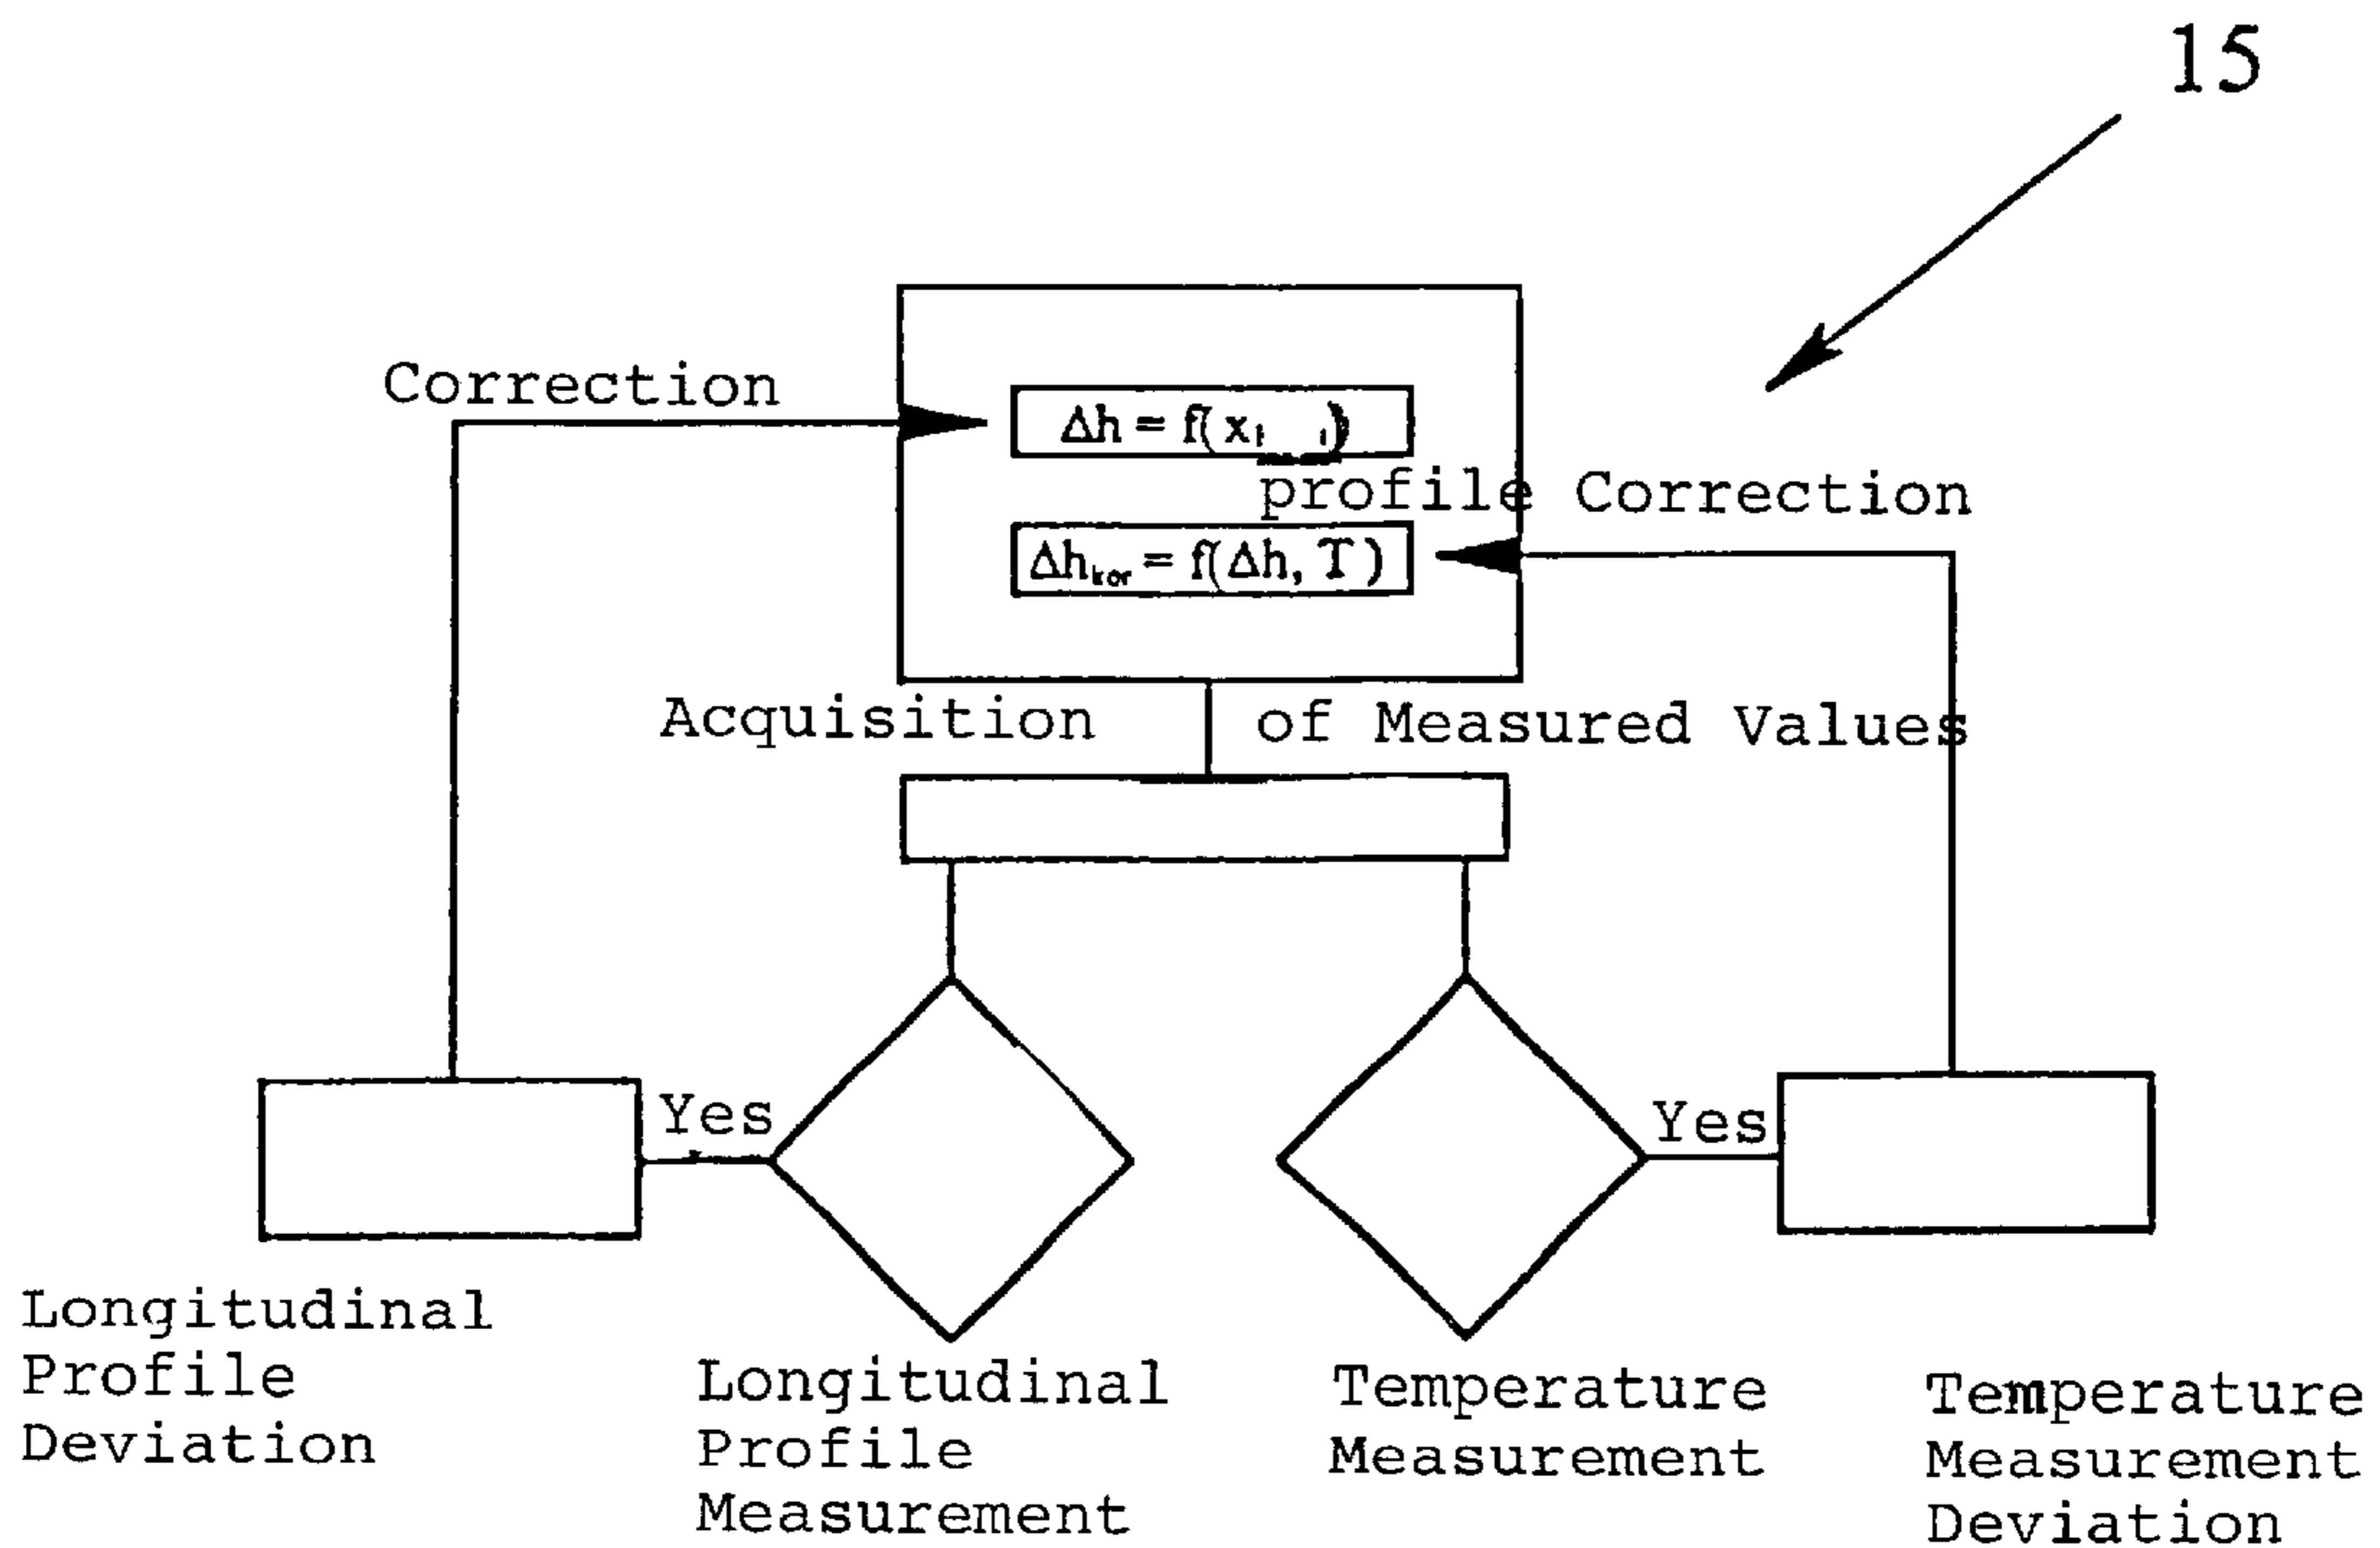 15
Correction
Δh = f(x
profile
Correction
Δh_kor = f(Δh, T)
Acquisition of Measured Values
Yes
Yes
Longitudinal
Profile
Deviation
Longitudinal
Profile
Measurement
Temperature
Measurement
Temperature
Measurement
Deviation